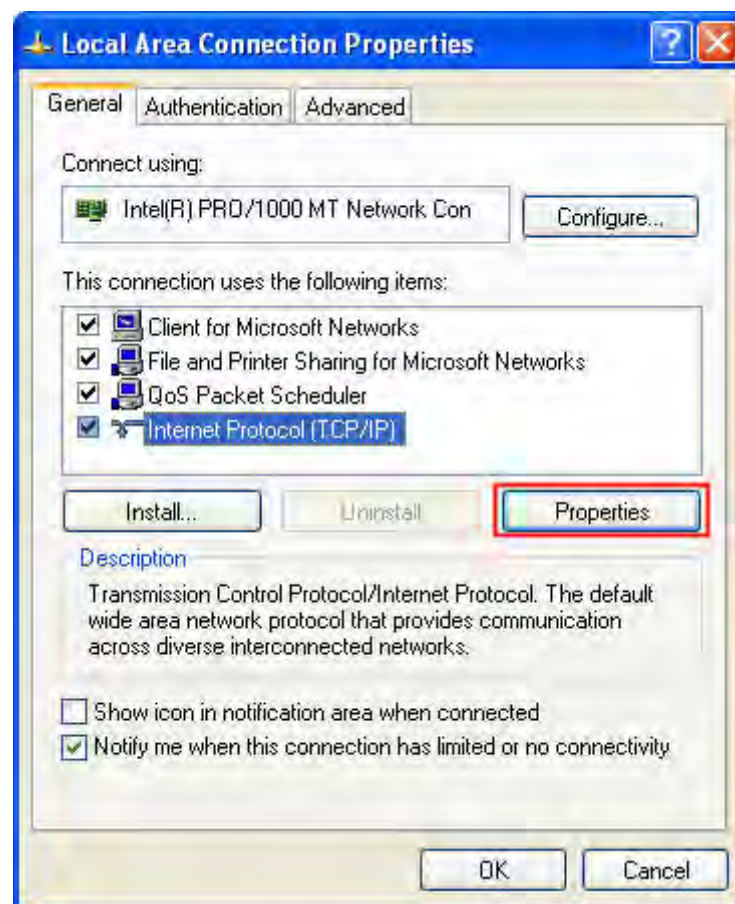 Local Area Connection Properties
General Authentication Advanced
Connect using:
Intel(R) PRO/1000 MT Network Con
Configure...
This connection uses the following items:
Client for Microsoft Networks
File and Printer Sharing for Microsoft Networks
QoS Packet Scheduler
Internet Protocol (TCP/IP)
Install... Uninstall Properties
Description
Transmission Control Protocol/Internet Protocol. The default
wide area network protocol that provides communication
across diverse interconnected networks.
Show icon in notification area when connected
Notify me when this connection has limited or no connectivity
OK Cancel